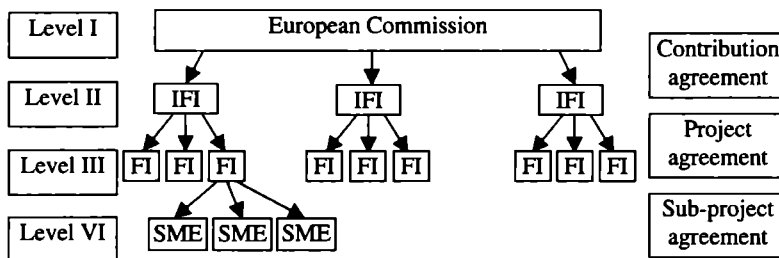 Level I
European Commission
Contribution
agreement
Level II
IFI IFI IFI
Project
agreement
Level III
FI FI FI FI FI FI FI FI FI
Sub-project
agreement
Level VI
SME SME SME